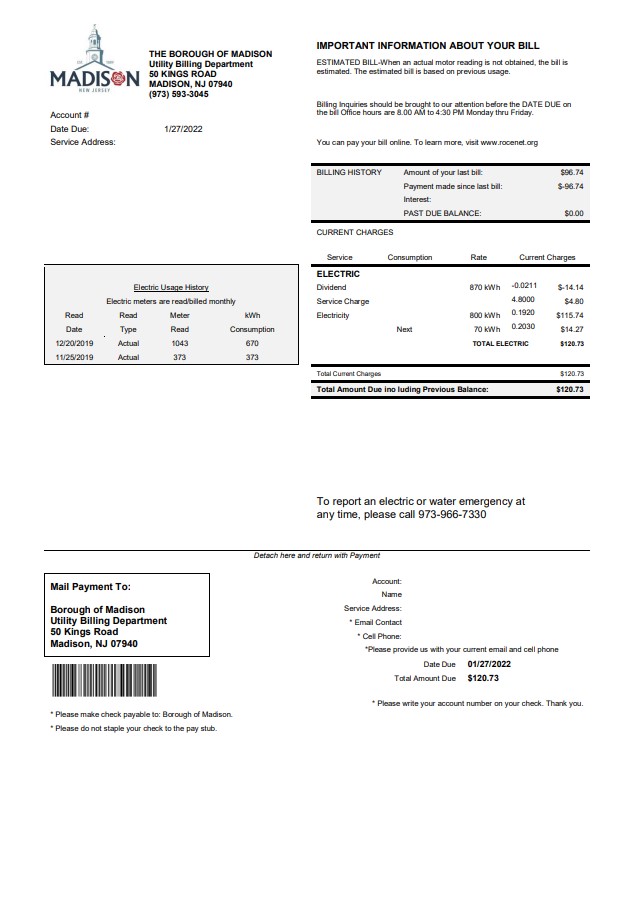 MADISON
NEW JERSEY
THE BOROUGH OF MADISON
Utility Billing Department
50 KINGS ROAD
MADISON, NJ 07940
(973) 593-3045
Account #
Date Due: 1/27/2022
Service Address:
IMPORTANT INFORMATION ABOUT YOUR BILL
ESTIMATED BILL-When an actual motor reading is not obtained, the bill is
estimated. The estimated bill is based on previous usage.
Billing Inquiries should be brought to our attention before the DATE DUE on
the bill Office hours are 8.00 AM to 4:30 PM Monday thru Friday.
You can pay your bill online. To learn more, visit www.rocenet.org
BILLING HISTORY Amount of your last bill: $96.74
Payment made since last bill: $-96.74
Interest:
PAST DUE BALANCE: $0.00
CURRENT CHARGES
Service Consumption Rate Current Charges
ELECTRIC
Dividend 870 kWh -0.0211 $-14.14
Service Charge 4.8000 $4.80
Electricity 800 kWh 0.1920 $115.74
Next 70 kWh 0.2030 $14.27
TOTAL ELECTRIC $120.73
Total Current Charges $120.73
Total Amount Due ino luding Previous Balance: $120.73
Electric Usage History
Electric meters are read/billed monthly
Read Read Meter kWh
Date Type Read Consumption
12/20/2019 Actual 1043 670
11/25/2019 Actual 373 373
To report an electric or water emergency at
any time, please call 973-966-7330
Detach here and return with Payment
Mail Payment To:
Borough of Madison
Utility Billing Department
50 Kings Road
Madison, NJ 07940
* Please make check payable to: Borough of Madison.
* Please do not staple your check to the pay stub.
Account:
Name
Service Address:
* Email Contact
* Cell Phone:
*Please provide us with your current email and cell phone
Date Due 01/27/2022
Total Amount Due $120.73
* Please write your account number on your check. Thank you.